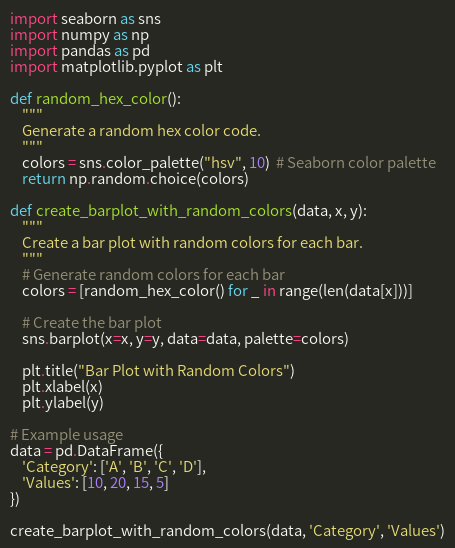 import seaborn as sns
import numpy as np
import pandas as pd
import matplotlib.pyplot as plt

def random_hex_color():
    """
    Generate a random hex color code.
    """
    colors = sns.color_palette("hsv", 10)  # Seaborn color palette
    return np.random.choice(colors)

def create_barplot_with_random_colors(data, x, y):
    """
    Create a bar plot with random colors for each bar.
    """
    # Generate random colors for each bar
    colors = [random_hex_color() for _ in range(len(data[x]))]

    # Create the bar plot
    sns.barplot(x=x, y=y, data=data, palette=colors)

    plt.title("Bar Plot with Random Colors")
    plt.xlabel(x)
    plt.ylabel(y)

# Example usage
data = pd.DataFrame({
    'Category': ['A', 'B', 'C', 'D'],
    'Values': [10, 20, 15, 5]
})

create_barplot_with_random_colors(data, 'Category', 'Values')